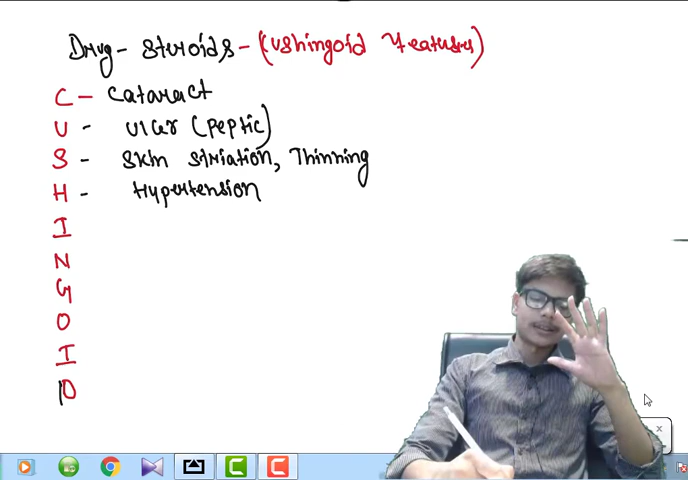 Drug - steroids - (Cushingoid Features)
C - cataract
U - Ulcer (Peptic)
S - Skin striation, Thinning
H - Hypertension
I
N
G
O
I
D